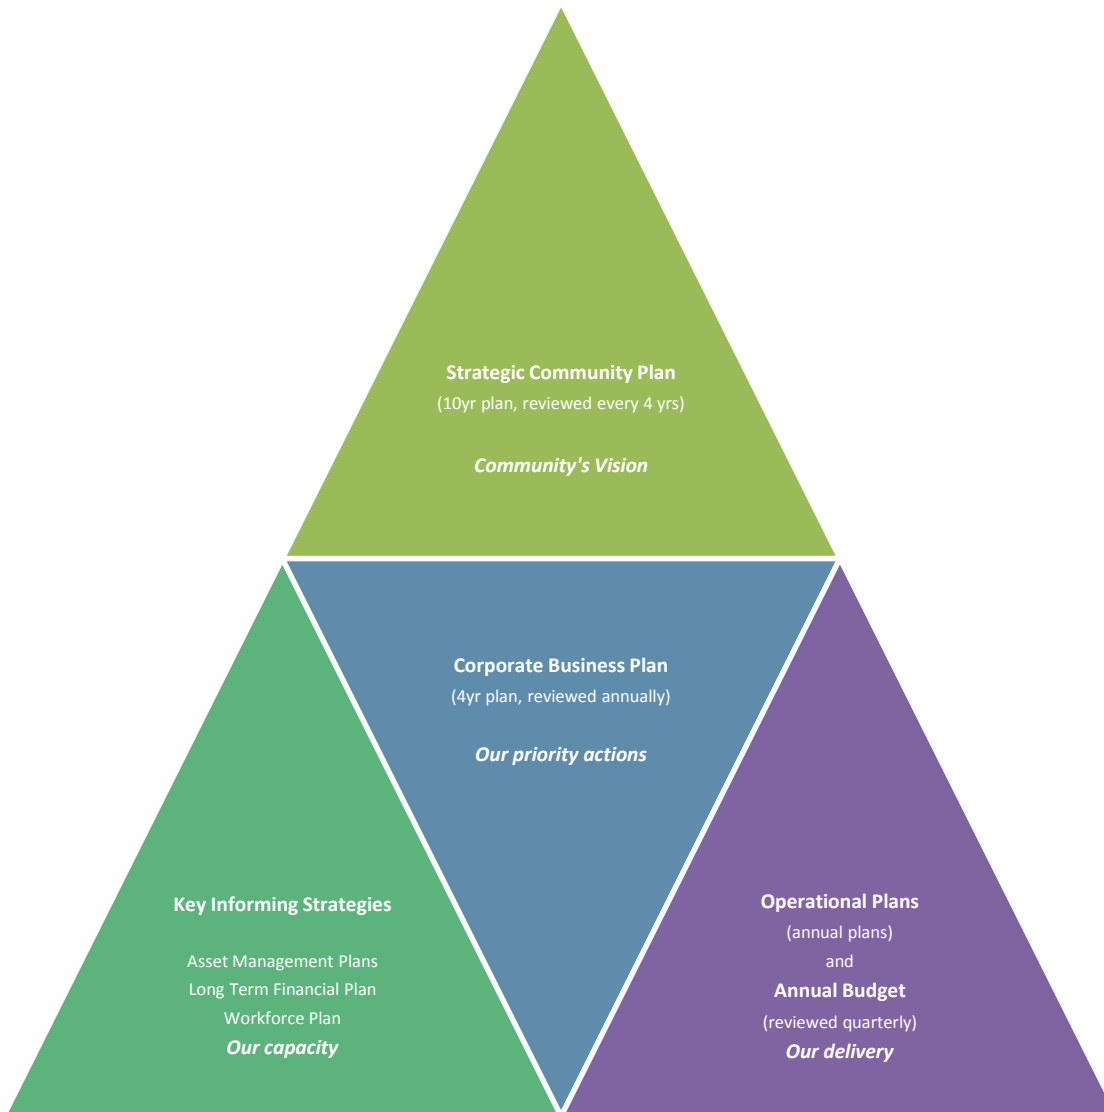 Strategic Community Plan
(10yr plan, reviewed every 4 yrs)
Community's Vision
Corporate Business Plan
(4yr plan, reviewed annually)
Our priority actions
Key Informing Strategies
Asset Management Plans
Long Term Financial Plan
Workforce Plan
Our capacity
Operational Plans
(annual plans)
and
Annual Budget
(reviewed quarterly)
Our delivery